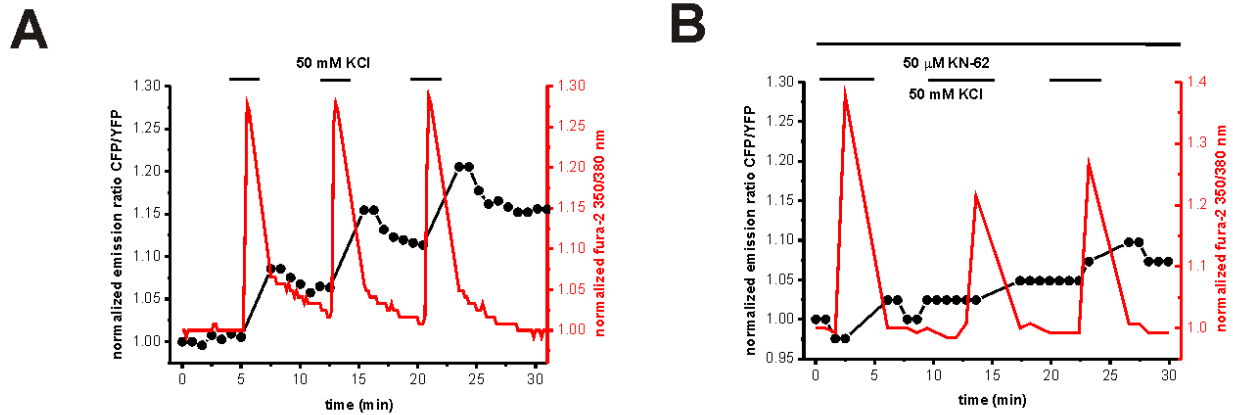 A
50 mM KCl
normalized emission ratio CFP/YFP
1.30
1.25
1.20
1.15
1.10
1.05
1.00
1.30
1.25
1.20
1.15
1.10
1.05
1.00
normalized fura-2 350/380 nm
0 5 10 15 20 25 30
time (min)
B
50 μM KN-62
50 mM KCl
normalized emission ratio CFP/YFP
1.30
1.25
1.20
1.15
1.10
1.05
1.00
0.95
1.4
1.3
1.2
1.1
1.0
normalized fura-2 350/380 nm
0 5 10 15 20 25 30
time (min)